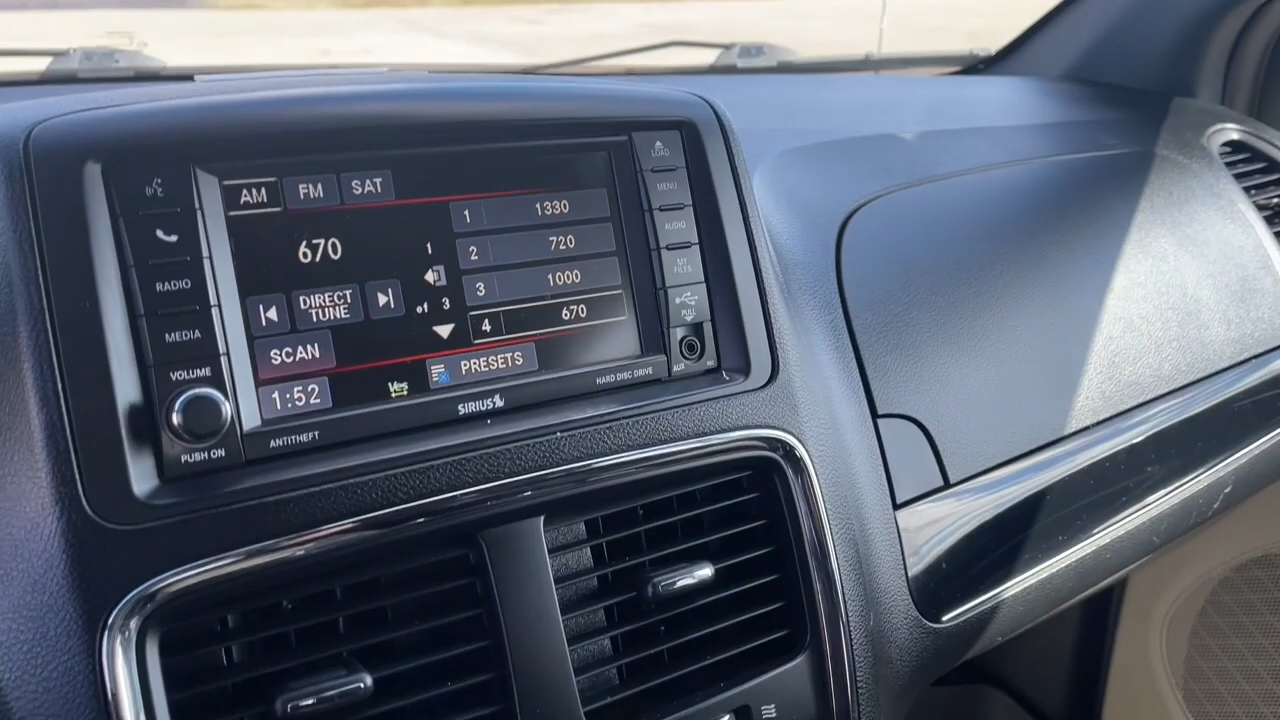 AM
FM
SAT
670
DIRECT
TUNE
SCAN
1:52
1
of 3
1 1330
2 720
3 1000
4 670
PRESETS
Yes
RADIO
MEDIA
VOLUME
PUSH ON
ANTITHEFT
SIRIUS
HARD DISC DRIVE
LOAD
MENU
AUDIO
MY
FILES
PULL
AUX